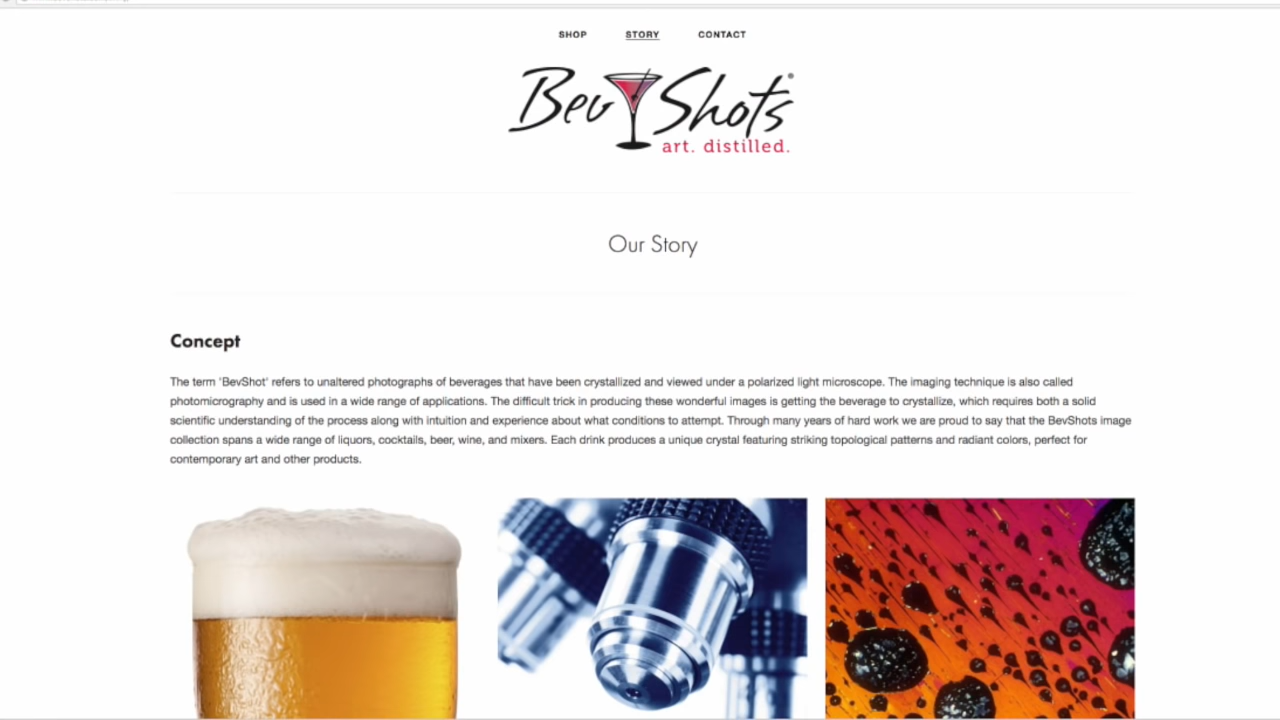 SHOP STORY CONTACT
Bev Shots®
art. distilled.
Our Story
Concept
The term 'BevShot' refers to unaltered photographs of beverages that have been crystallized and viewed under a polarized light microscope. The imaging technique is also called
photomicrography and is used in a wide range of applications. The difficult trick in producing these wonderful images is getting the beverage to crystallize, which requires both a solid
scientific understanding of the process along with intuition and experience about what conditions to attempt. Through many years of hard work we are proud to say that the BevShots image
collection spans a wide range of liquors, cocktails, beer, wine, and mixers. Each drink produces a unique crystal featuring striking topological patterns and radiant colors, perfect for
contemporary art and other products.